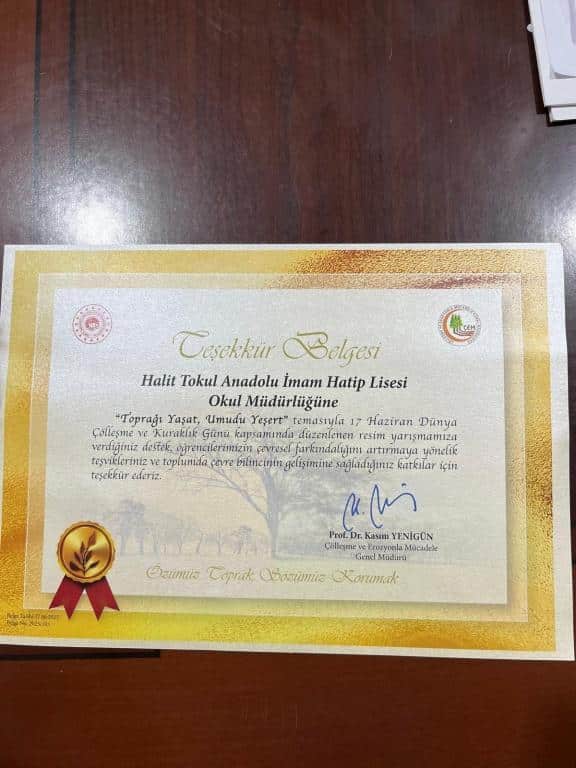 ÇEM
Teşekkür Belgesi
Halit Tokul Anadolu İmam Hatip Lisesi
Okul Müdürlüğüne
"Toprağı Yaşat, Umudu Yeşert" temasıyla 17 Haziran Dünya
Çölleşme ve Kuraklık Günü kapsamında düzenlenen resim yarışmamıza
verdiğiniz destek, öğrencilerimizin çevresel farkındalığını artırmaya yönelik
teşvikleriniz ve toplumda çevre bilincinin gelişimine sağladığınız katkılar için
teşekkür ederiz.
Prof. Dr. Kasım YENİGÜN
Çölleşme ve Erozyonla Mücadele
Genel Müdürü
Özümüz Toprak, Sözümüz Korumak